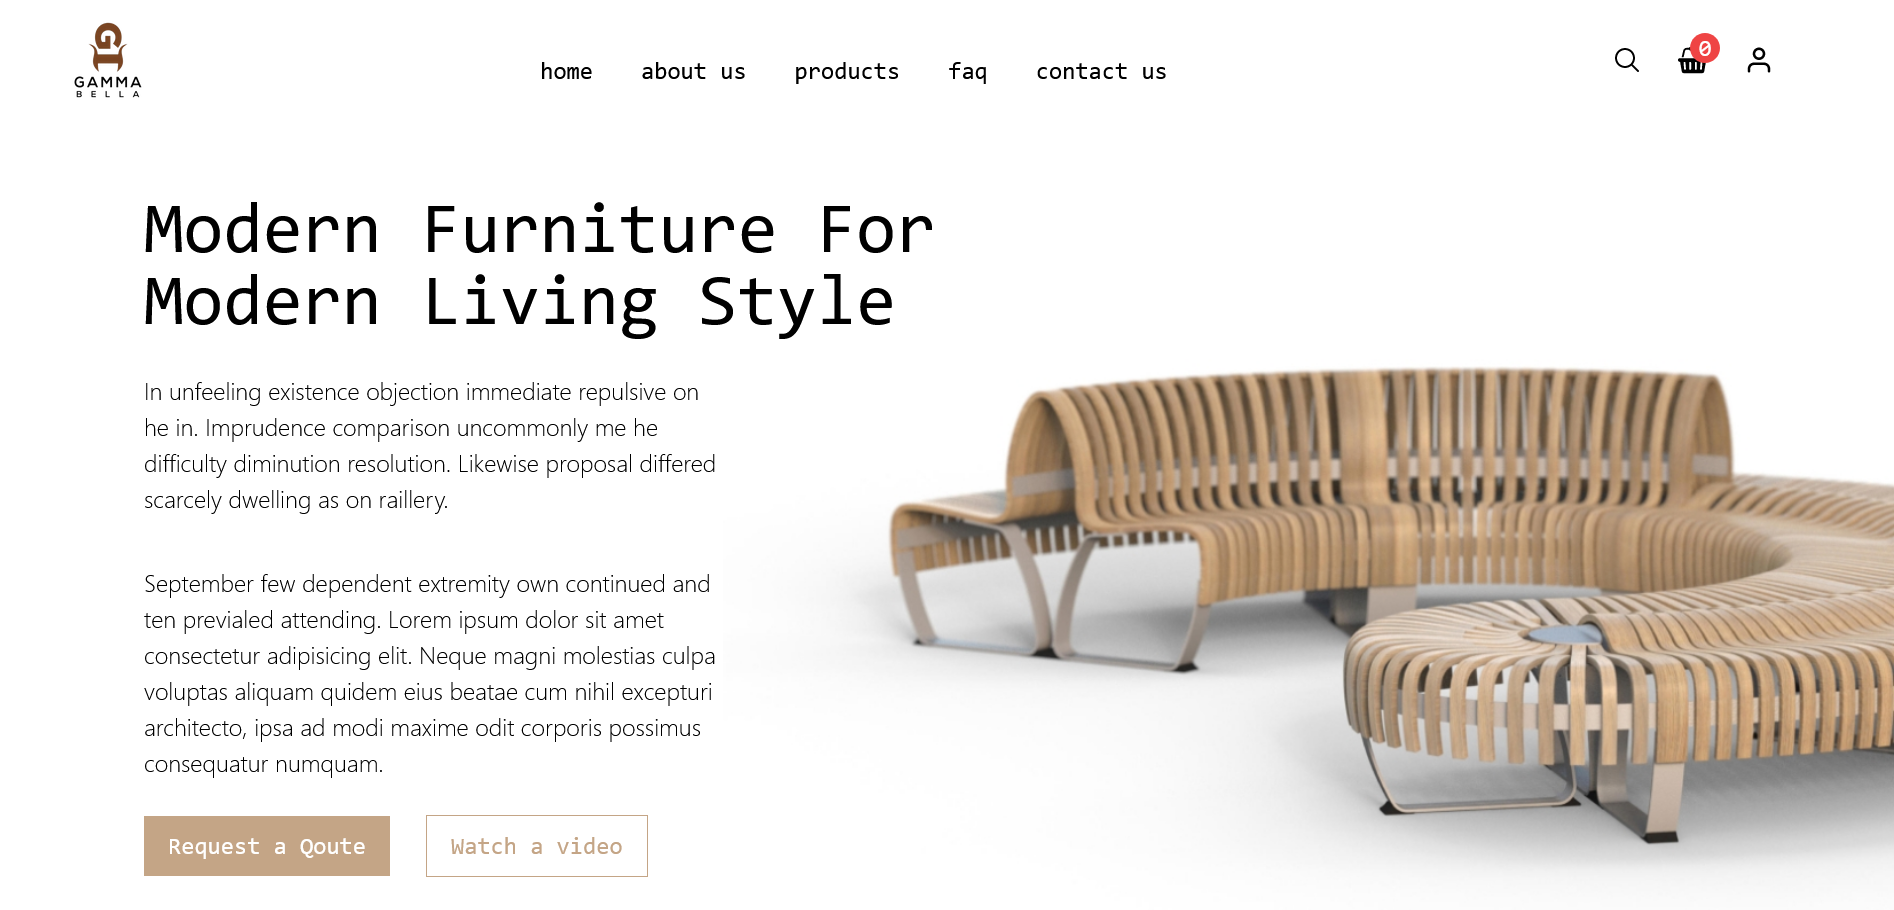 GAMMA
BELLA
home about us products faq contact us
0
Modern Furniture For
Modern Living Style
In unfeeling existence objection immediate repulsive on
he in. Imprudence comparison uncommonly me he
difficulty diminution resolution. Likewise proposal differed
scarcely dwelling as on raillery.
September few dependent extremity own continued and
ten previaled attending. Lorem ipsum dolor sit amet
consectetur adipisicing elit. Neque magni molestias culpa
voluptas aliquam quidem eius beatae cum nihil excepturi
architecto, ipsa ad modi maxime odit corporis possimus
consequatur numquam.
Request a Qoute Watch a video